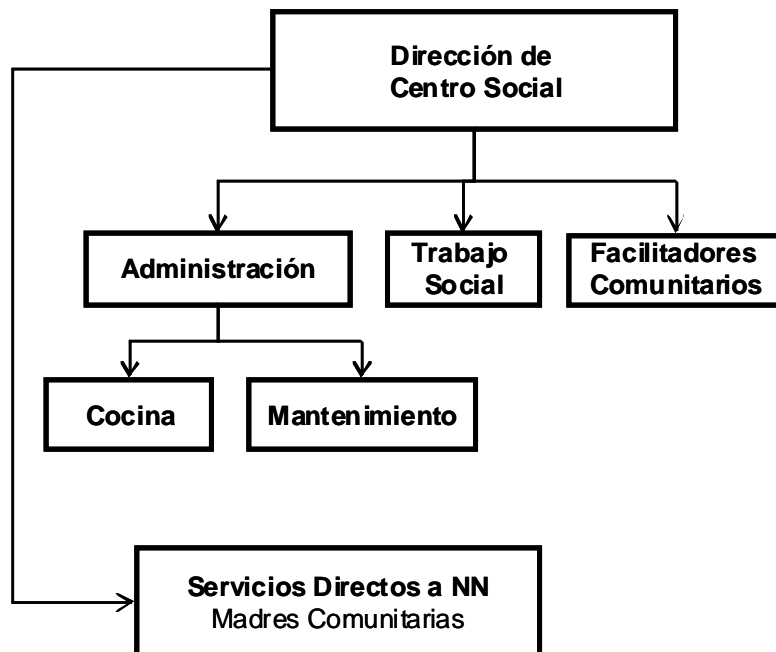 Dirección de
Centro Social
Administración
Trabajo
Social
Facilitadores
Comunitarios
Cocina
Mantenimiento
Servicios Directos a NN
Madres Comunitarias